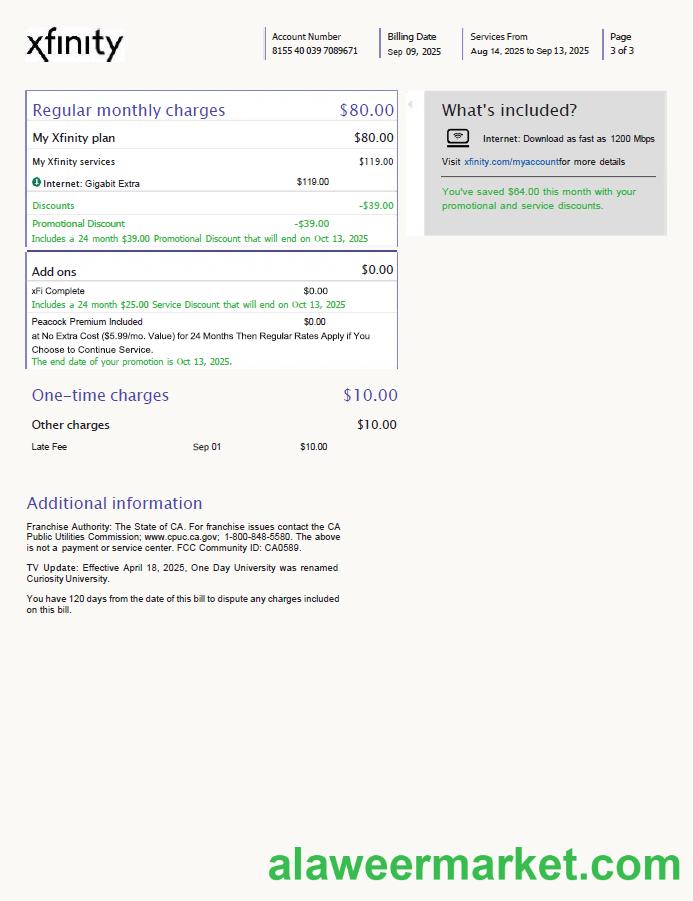 xfinity
Account Number
8155 40 039 7089671
Billing Date
Sep 09, 2025
Services From
Aug 14, 2025 to Sep 13, 2025
Page
3 of 3
Regular monthly charges $80.00
My Xfinity plan $80.00
My Xfinity services $119.00
Internet: Gigabit Extra $119.00
Discounts -$39.00
Promotional Discount -$39.00
Includes a 24 month $39.00 Promotional Discount that will end on Oct 13, 2025
Add ons $0.00
xFi Complete $0.00
Includes a 24 month $25.00 Service Discount that will end on Oct 13, 2025
Peacock Premium Included $0.00
at No Extra Cost ($5.99/mo. Value) for 24 Months Then Regular Rates Apply if You
Choose to Continue Service.
The end date of your promotion is Oct 13, 2025.
One-time charges $10.00
Other charges $10.00
Late Fee Sep 01 $10.00
What's included?
Internet: Download as fast as 1200 Mbps
Visit xfinity.com/myaccountfor more details
You've saved $64.00 this month with your
promotional and service discounts.
Additional information
Franchise Authority: The State of CA. For franchise issues contact the CA
Public Utilities Commission; www.cpuc.ca.gov; 1-800-848-5580. The above
is not a payment or service center. FCC Community ID: CA0589.
TV Update: Effective April 18, 2025, One Day University was renamed
Curiosity University.
You have 120 days from the date of this bill to dispute any charges included
on this bill.
alaweermarket.com